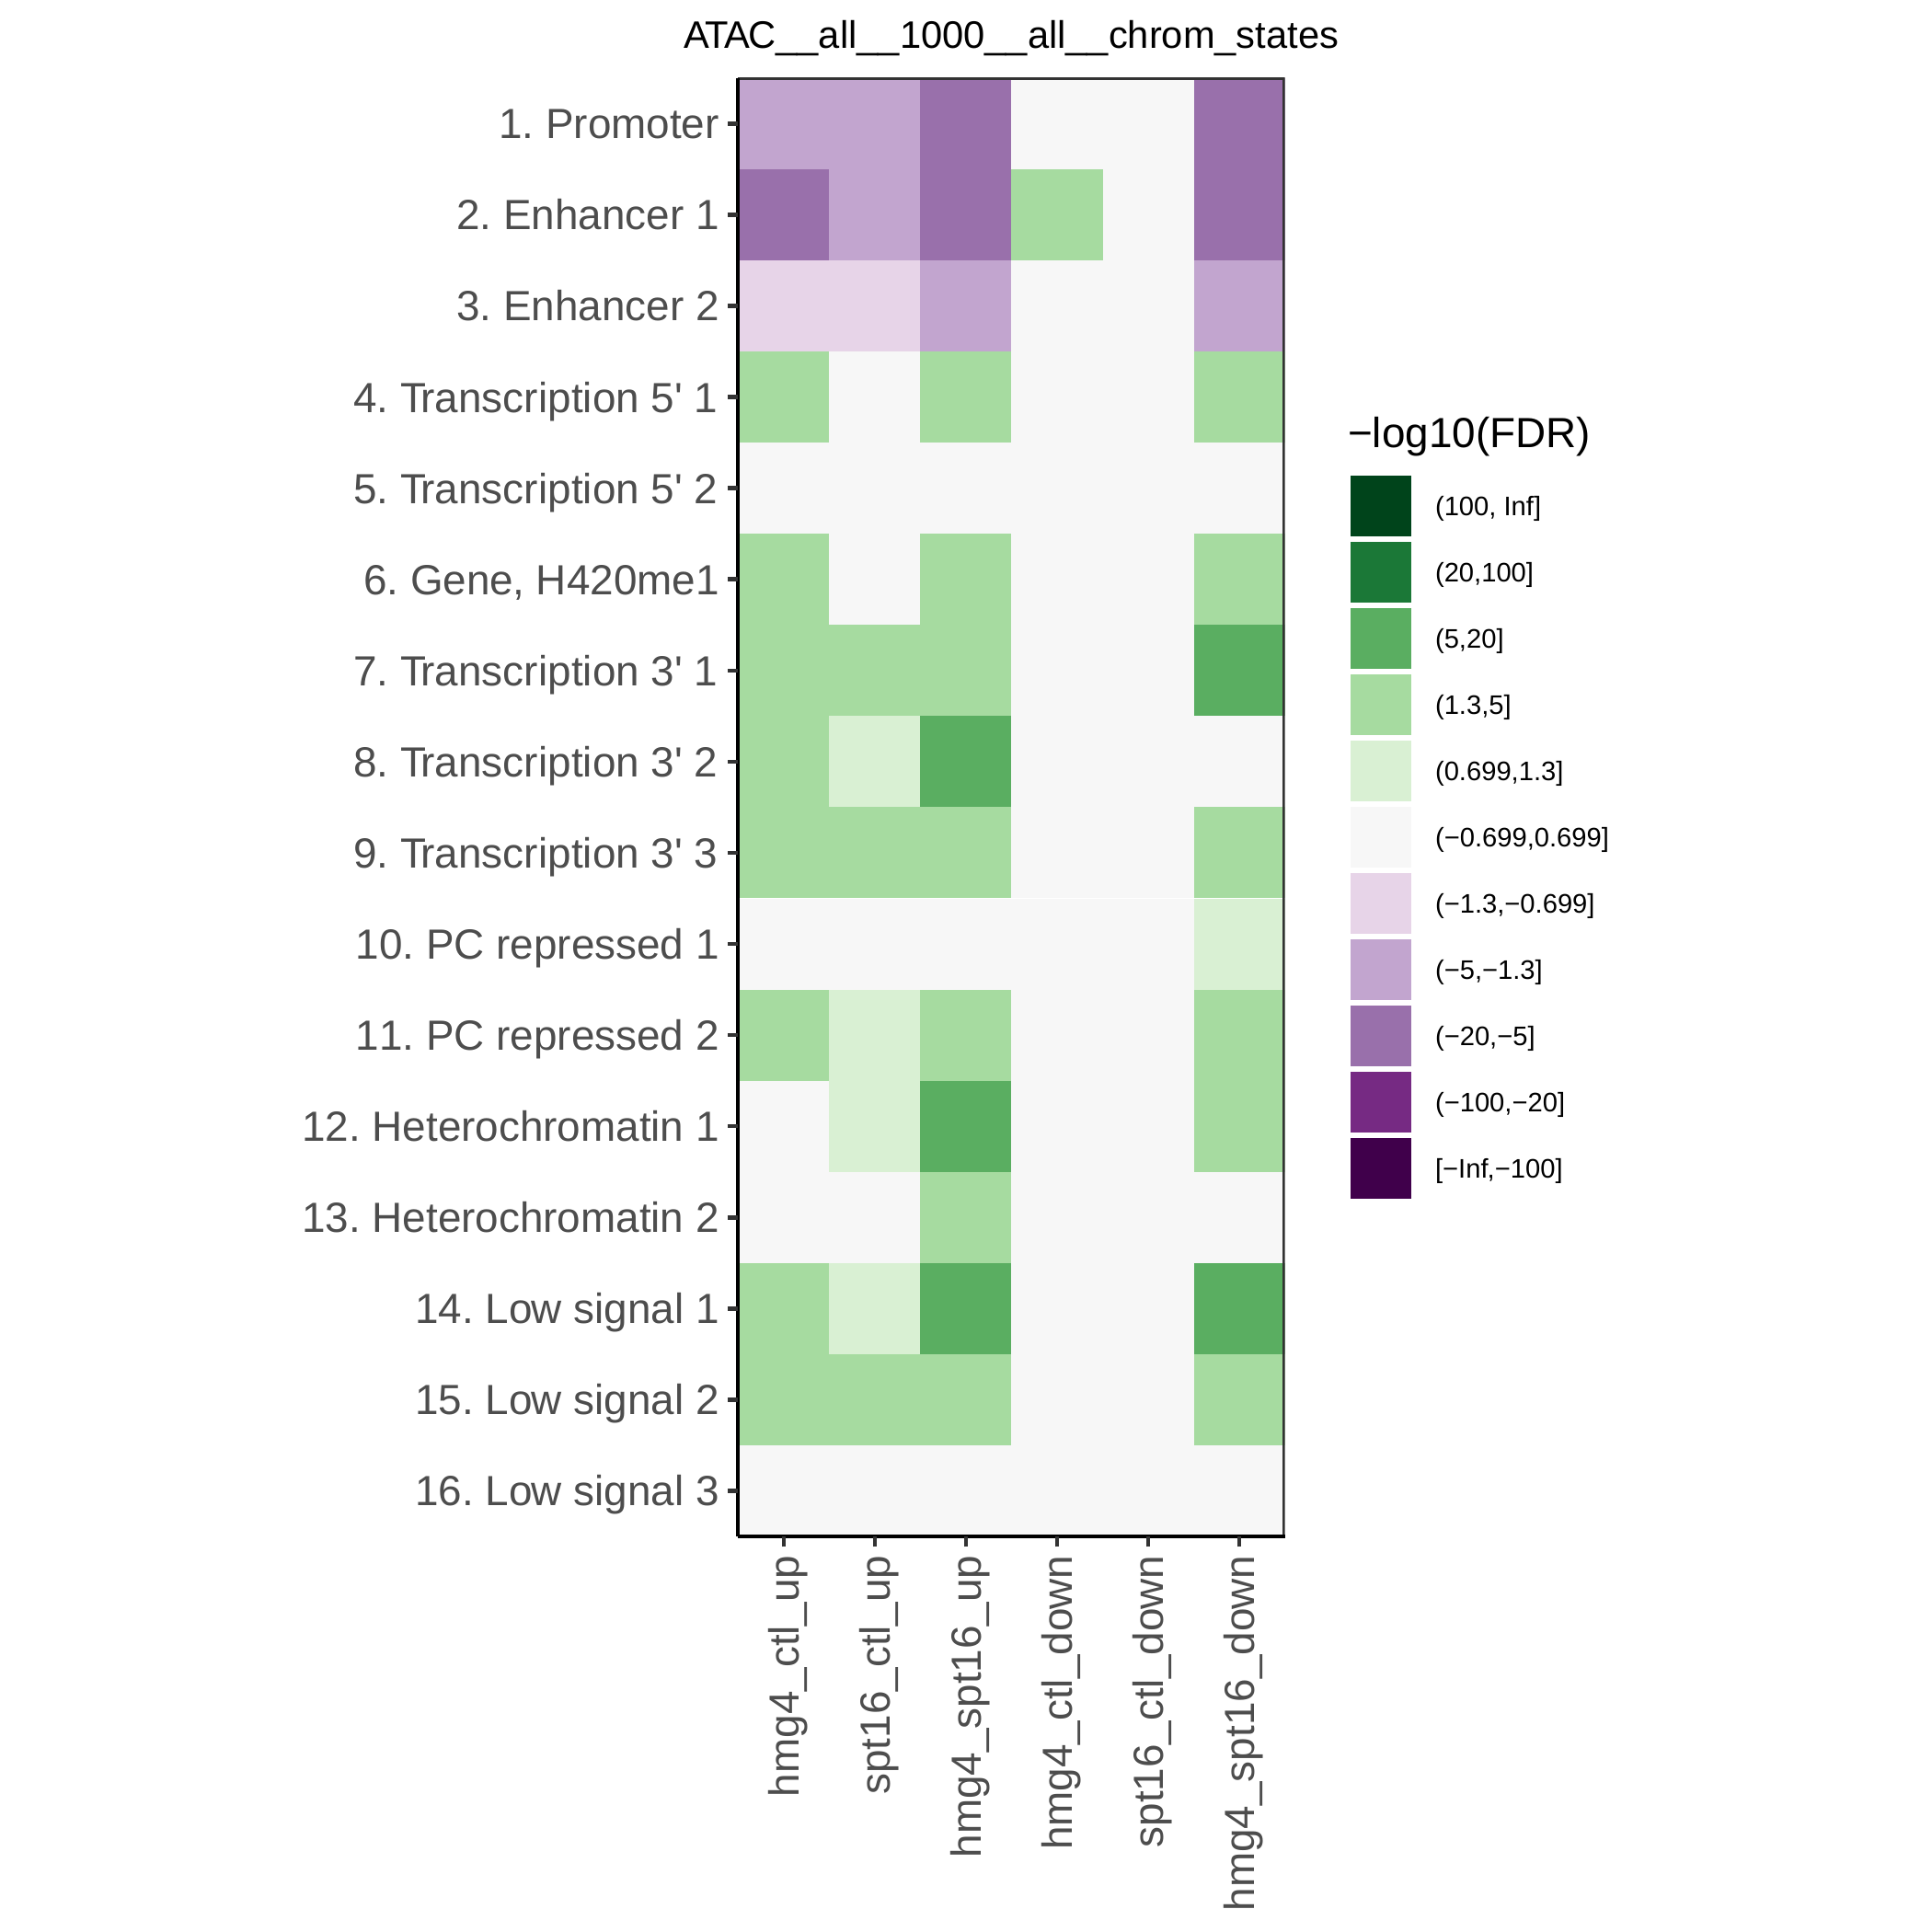 ATAC__all__1000__all__chrom_states
1. Promoter
2. Enhancer 1
3. Enhancer 2
4. Transcription 5' 1
5. Transcription 5' 2
6. Gene, H420me1
7. Transcription 3' 1
8. Transcription 3' 2
9. Transcription 3' 3
10. PC repressed 1
11. PC repressed 2
12. Heterochromatin 1
13. Heterochromatin 2
14. Low signal 1
15. Low signal 2
16. Low signal 3
hmg4_ctl_up
spt16_ctl_up
hmg4_spt16_up
hmg4_ctl_down
spt16_ctl_down
hmg4_spt16_down
−log10(FDR)
(100, Inf]
(20,100]
(5,20]
(1.3,5]
(0.699,1.3]
(−0.699,0.699]
(−1.3,−0.699]
(−5,−1.3]
(−20,−5]
(−100,−20]
[−Inf,−100]